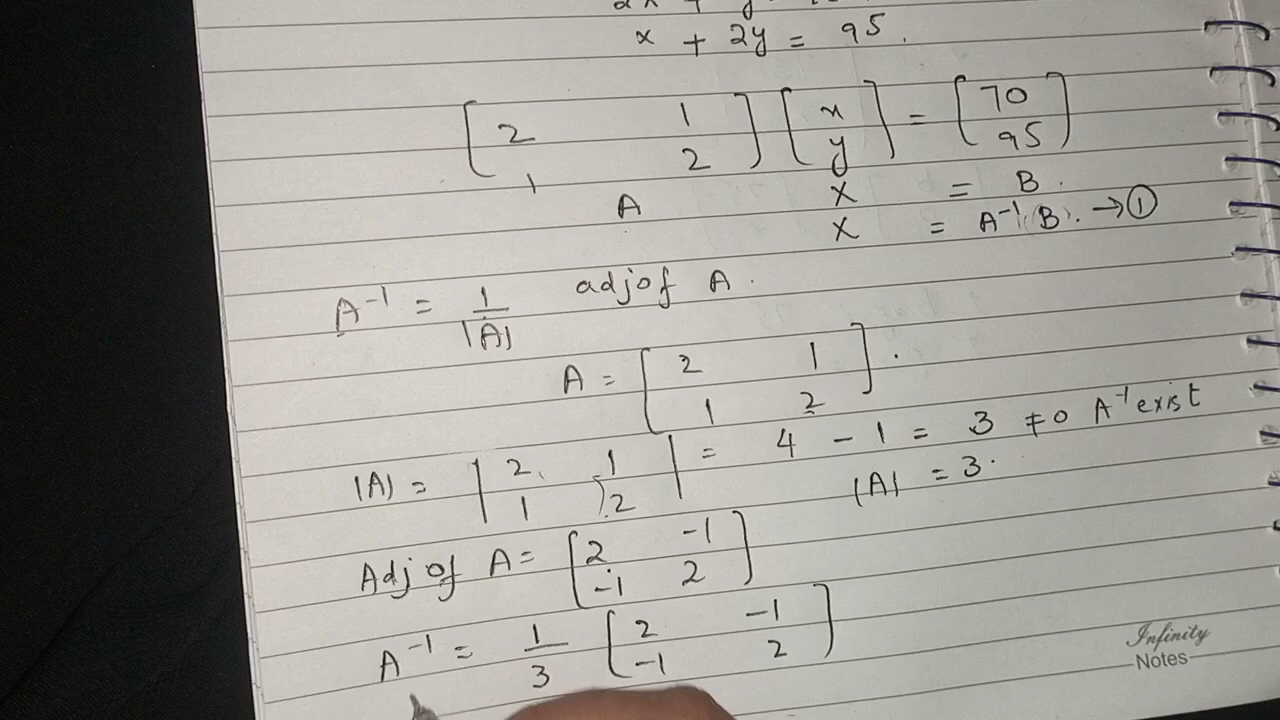 x + 2y = 95.
[2 1] [x] = [70]
[1 2] [y] [95]
A X = B.
X = A⁻¹(B). → ①
A⁻¹ = 1/|A| adj of A.
A = [2 1].
[1 2]
|A| = |2 1| = 4 - 1 = 3 ≠ 0 A⁻¹ exist
|1 2| |A| = 3.
Adj of A = [2 -1]
[-1 2]
A⁻¹ = 1/3 [2 -1]
[-1 2]
Infinity
Notes